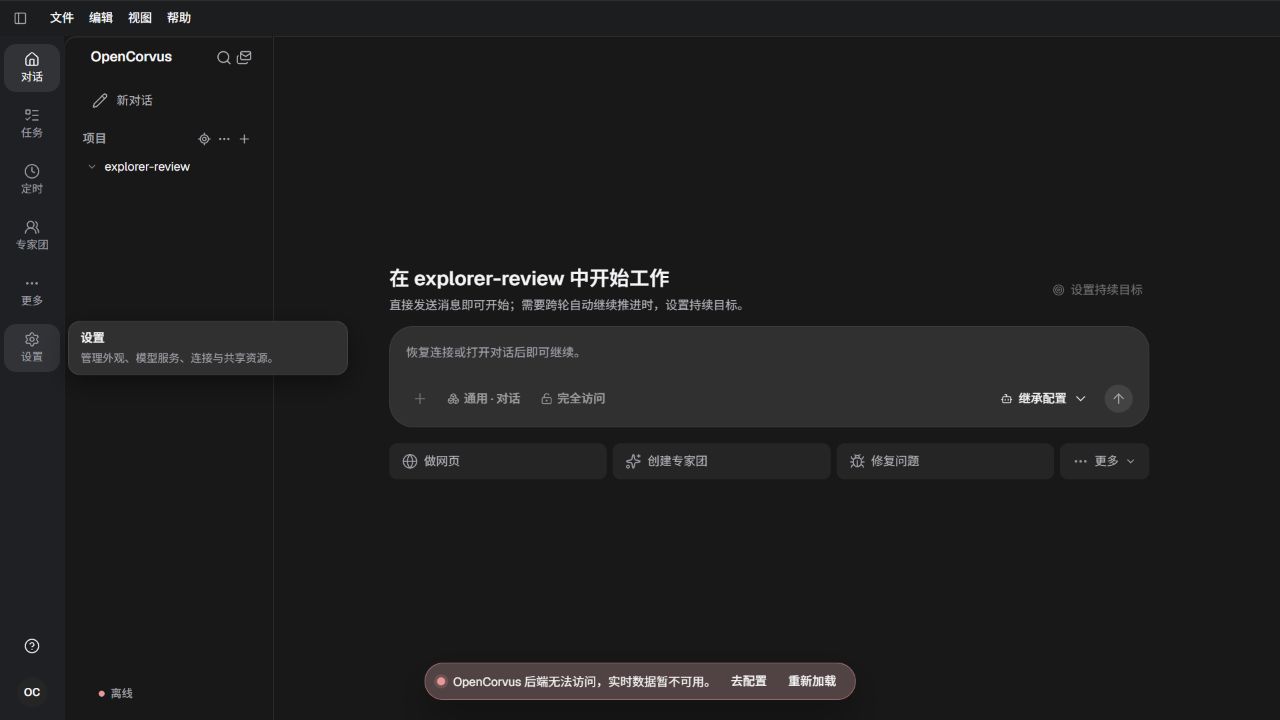 文件 编辑 视图 帮助
对话
任务
定时
专家团
更多
设置
OpenCorvus
新对话
项目
explorer-review
设置
管理外观、模型服务、连接与共享资源。
在 explorer-review 中开始工作
直接发送消息即可开始；需要跨轮自动继续推进时，设置持续目标。
设置持续目标
恢复连接或打开对话后即可继续。
通用 · 对话 完全访问 继承配置
做网页 创建专家团 修复问题 更多
OpenCorvus 后端无法访问，实时数据暂不可用。 去配置 重新加载
OC
离线